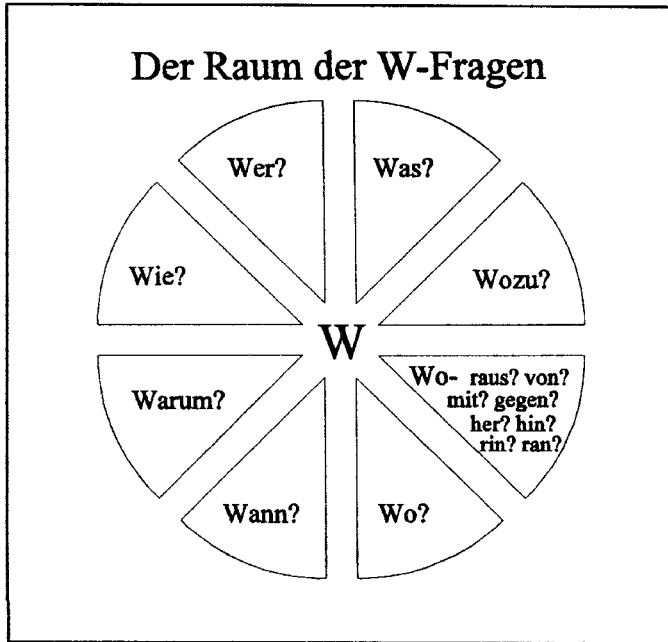 Der Raum der W-Fragen
Wer?
Was?
Wie?
Wozu?
W
Warum?
Wo- raus? von?
mit? gegen?
her? hin?
rin? ran?
Wann?
Wo?